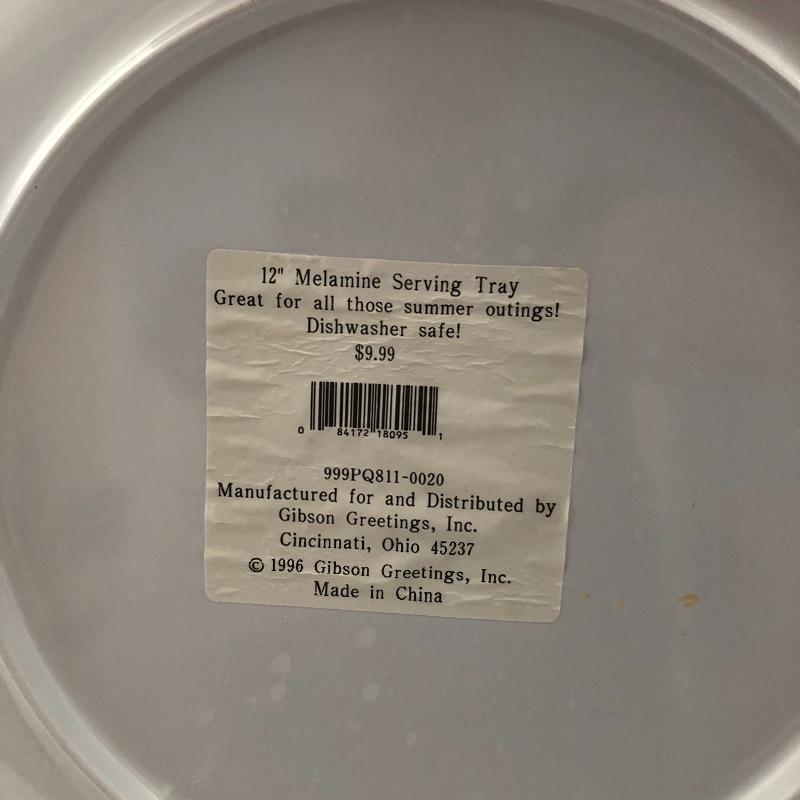 12" Melamine Serving Tray
Great for all those summer outings!
Dishwasher safe!
$9.99
0 84172 18095 1
999PQ811-0020
Manufactured for and Distributed by
Gibson Greetings, Inc.
Cincinnati, Ohio 45237
© 1996 Gibson Greetings, Inc.
Made in China